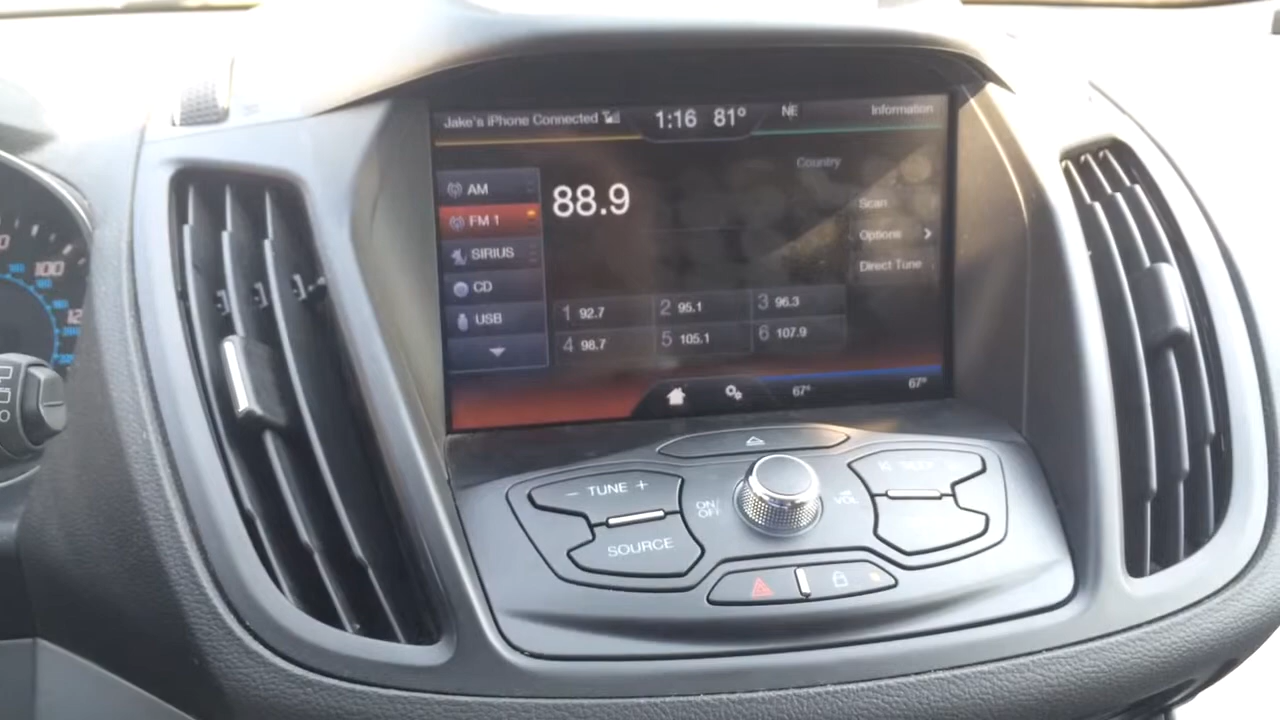 Jake's iPhone Connected
1:16 81°
NE
Information
Country
AM
FM 1
SIRIUS
CD
USB
88.9
Scan
Options >
Direct Tune
1 92.7
2 95.1
3 96.3
4 98.7
5 105.1
6 107.9
67°
67°
- TUNE +
SOURCE
ON/
OFF
VOL
100